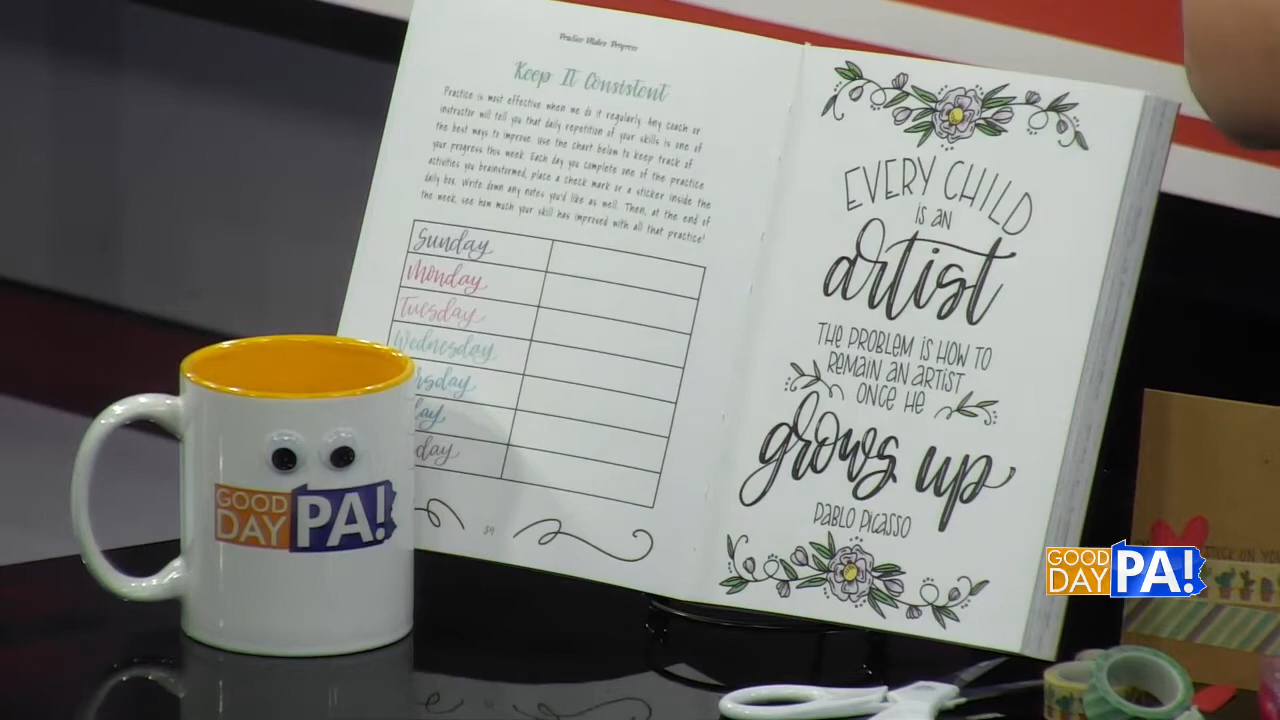 Practice Makes Progress
Keep It Consistent
Practice is most effective when we do it regularly. Any coach or
instructor will tell you that daily repetition of your skills is one of
the best ways to improve. Use the chart below to keep track of
your progress this week. Each day you complete one of the practice
activities you brainstormed, place a check mark or a sticker inside the
daily box. Write down any notes you'd like as well. Then, at the end of
the week, see how much your skill has improved with all that practice!
Sunday
Monday
Tuesday
Wednesday
rsday
day
day
EVERY CHILD
IS AN
artist
THE PROBLEM IS HOW TO
REMAIN AN ARTIST
ONCE HE
grows up
PABLO PICASSO
GOOD
DAY PA!
GOOD
DAY PA!